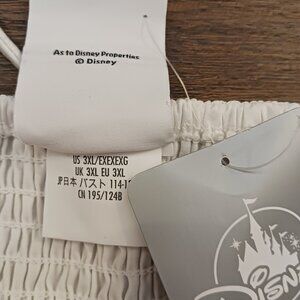 As to Disney Properties
© Disney
US 3XL/EXEXEXG
UK 3XL EU 3XL
JP日本 バスト 114-1
CN 195/124B